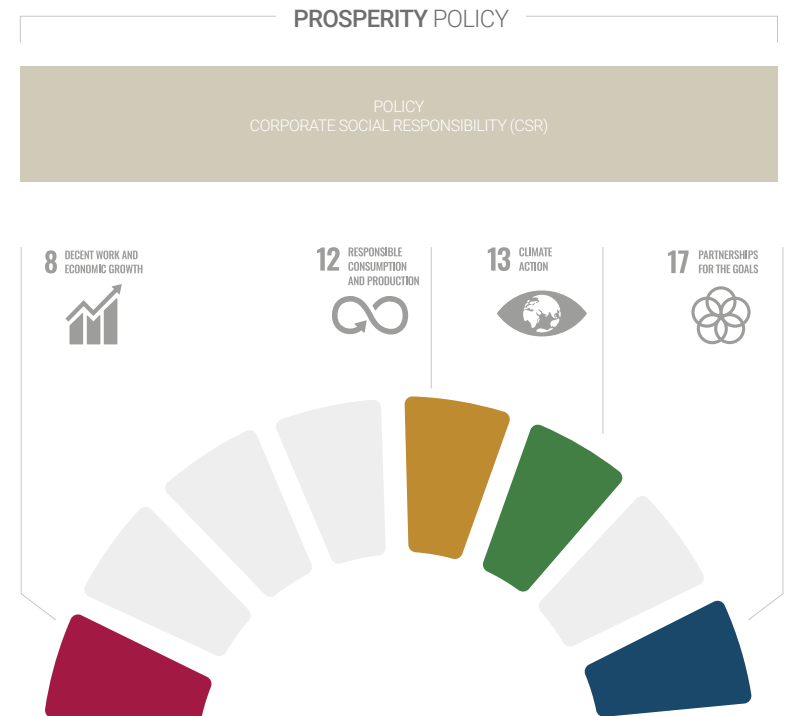 PROSPERITY POLICY
POLICY
CORPORATE SOCIAL RESPONSIBILITY (CSR)
8 DECENT WORK AND
ECONOMIC GROWTH
12 RESPONSIBLE
CONSUMPTION
AND PRODUCTION
13 CLIMATE
ACTION
17 PARTNERSHIPS
FOR THE GOALS